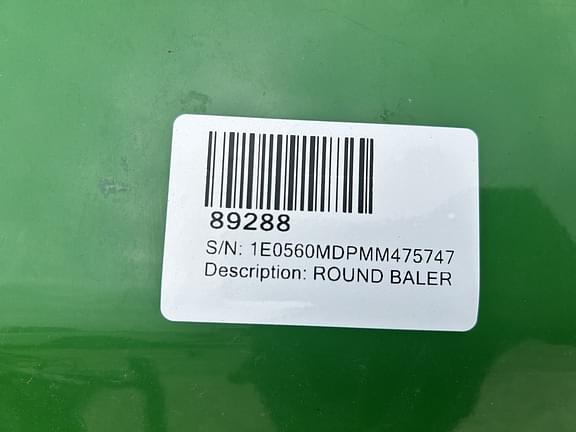 89288
S/N: 1E0560MDPMM475747
Description: ROUND BALER